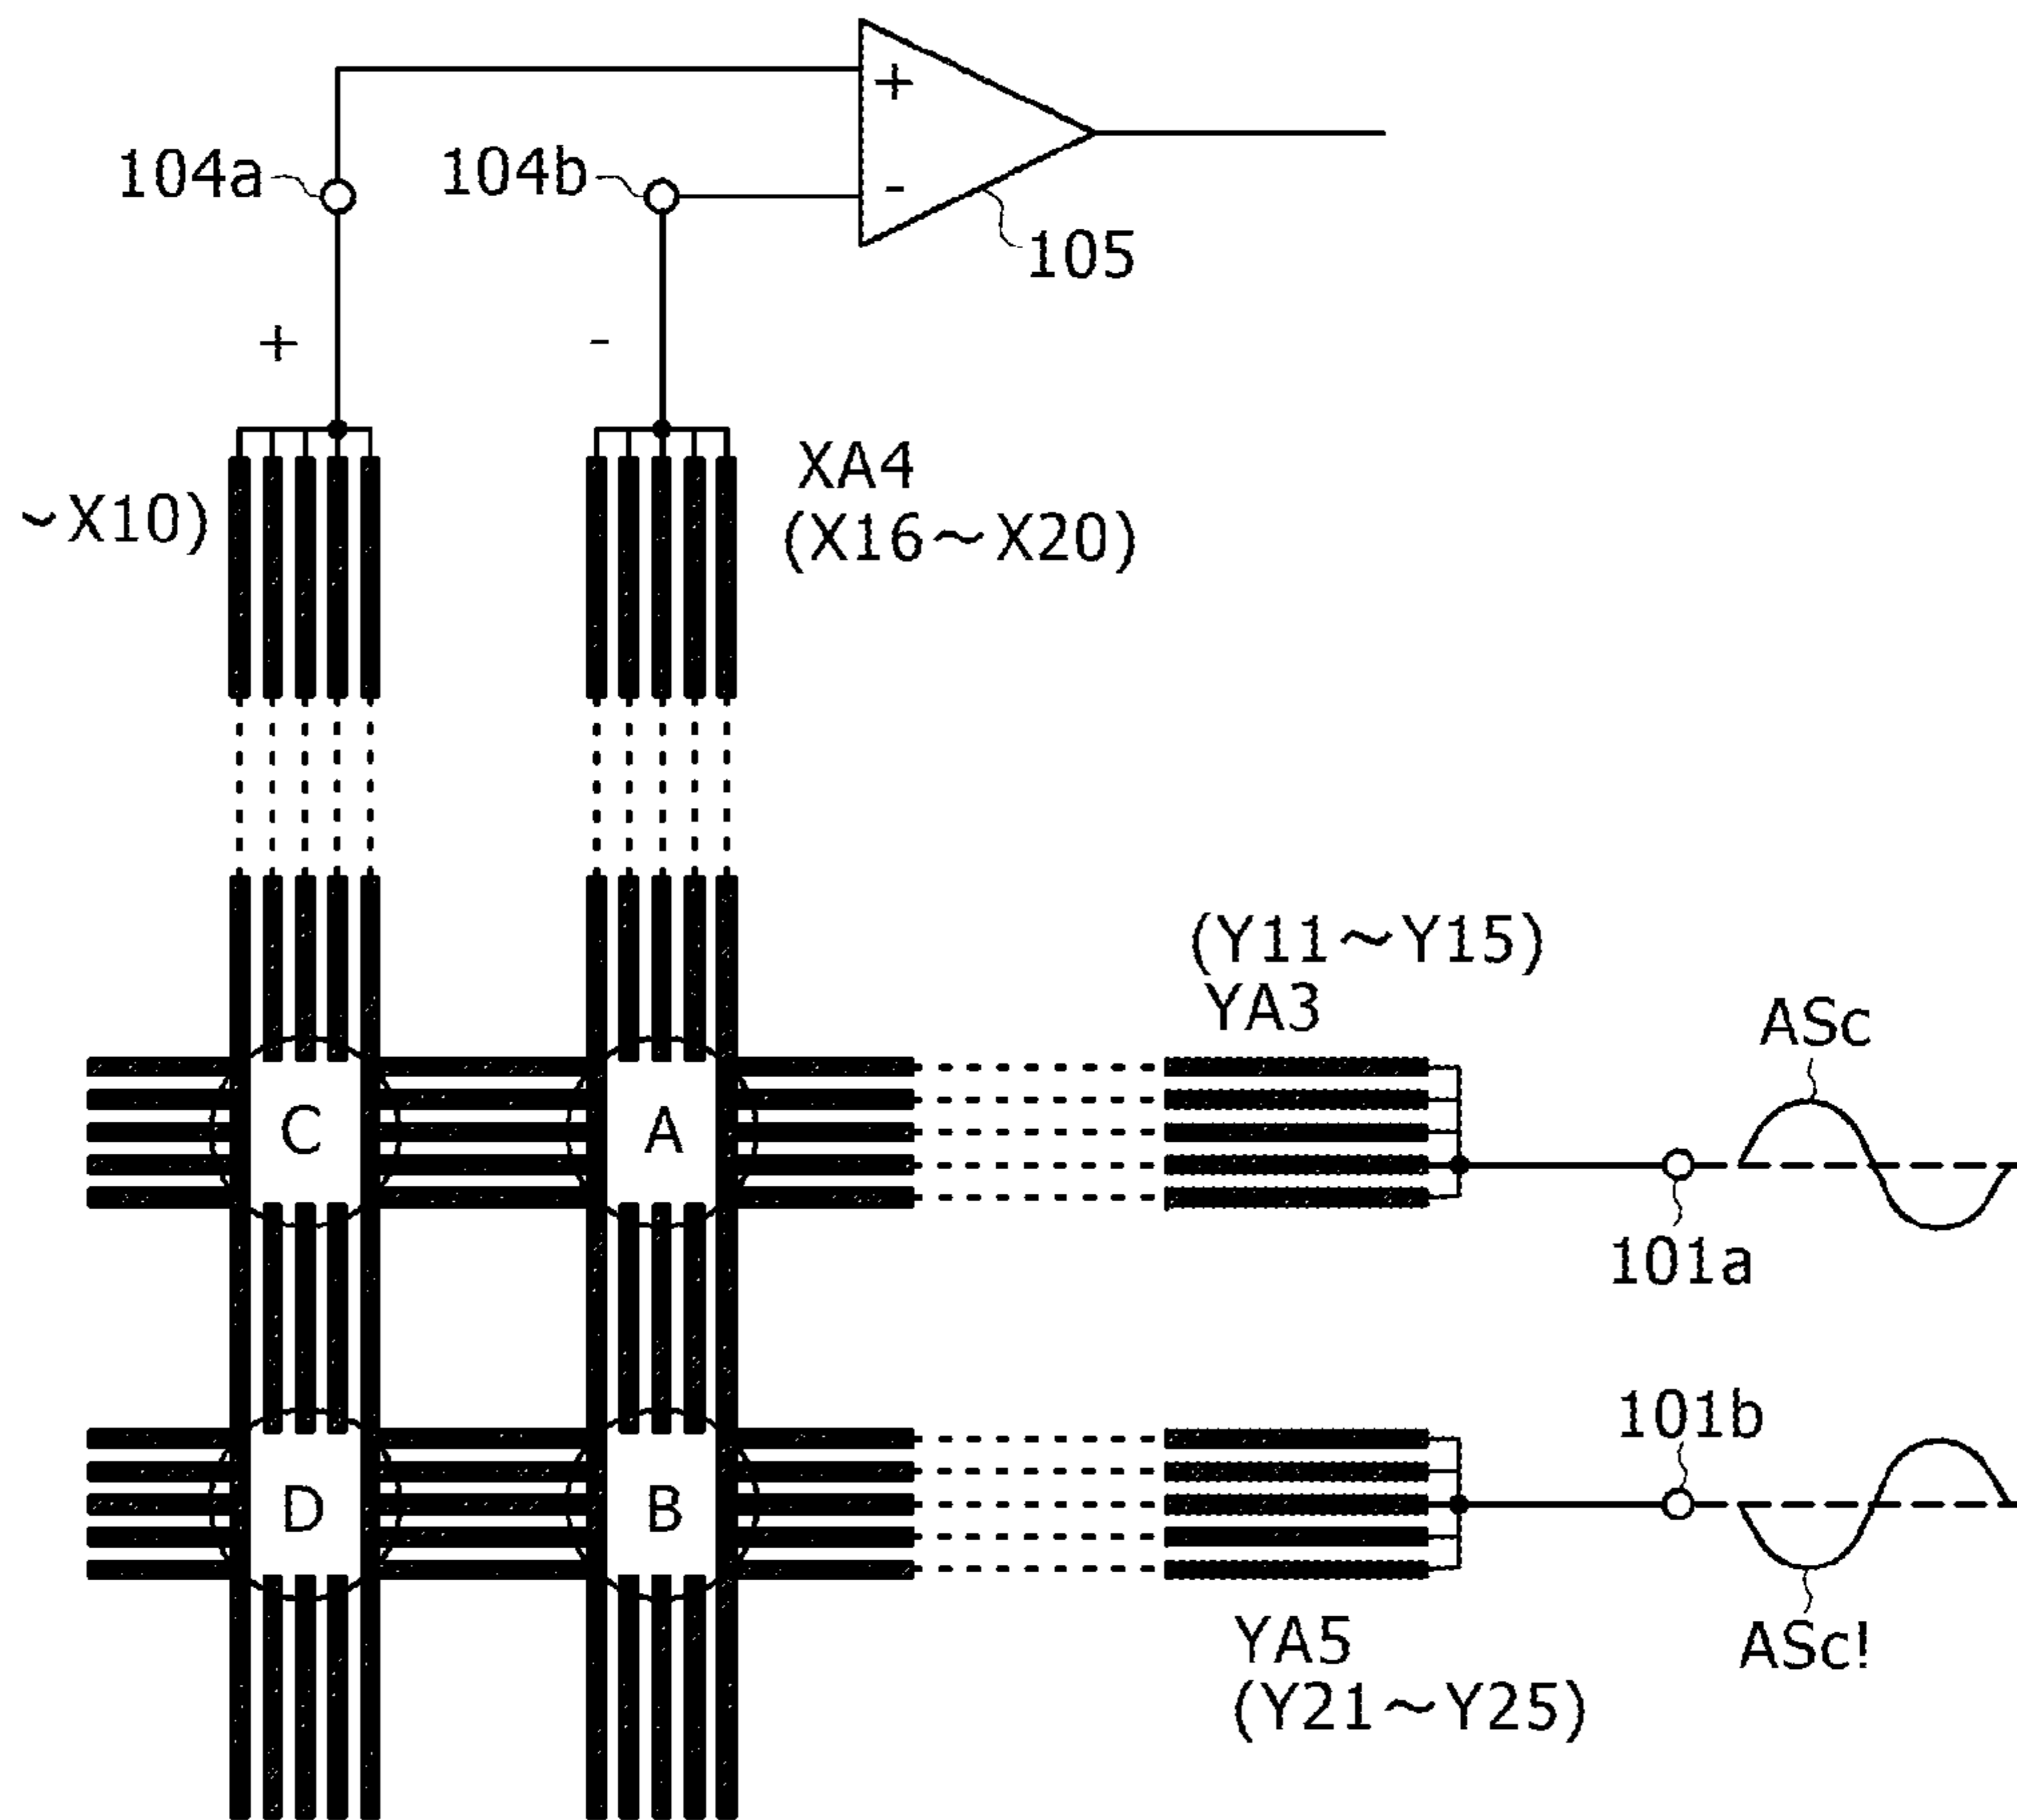 +
-
104a
104b
105
+
-
XA4
(X16～X20)
～X10)
(Y11～Y15)
YA3
ASc
C
A
101a
101b
D
B
YA5
(Y21～Y25)
ASc!